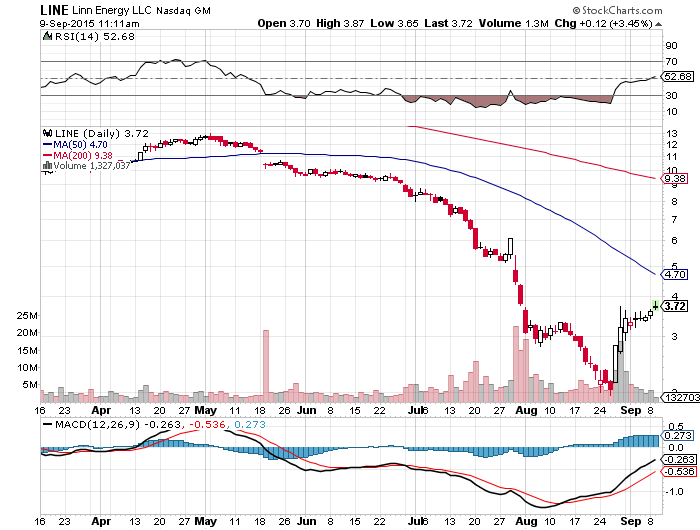 LINE Linn Energy LLC Nasdaq GM © StockCharts.com
9-Sep-2015 11:11am Open 3.70 High 3.87 Low 3.65 Last 3.72 Volume 1.3M Chg +0.12 (+3.45%)
RSI(14) 52.68
90
70
52.68
30
10
LINE (Daily) 3.72
MA(50) 4.70
MA(200) 9.38
Volume 1,327,037
13
12
11
10
9.38
9
8
7
6
5
4.70
4
3.72
3
2
25M
20M
15M
10M
5M
132703
16 23 Apr 13 20 27 May 11 18 26 Jun 8 15 22 Jul 6 13 20 27 Aug 10 17 24 31 Sep 8
MACD(12,26,9) -0.263, -0.536, 0.273
0.5
0.273
0.0
-0.263
-0.536
-1.0
16 23 Apr 13 20 27 May 11 18 26 Jun 8 15 22 Jul 6 13 20 27 Aug 10 17 24 Sep 8